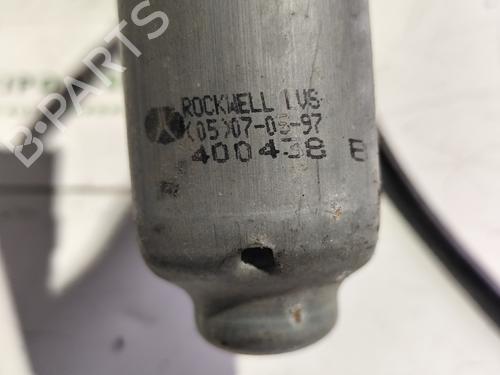 B-PARTS
ROCKWELL LVS
(05)07-05-97
400438 E